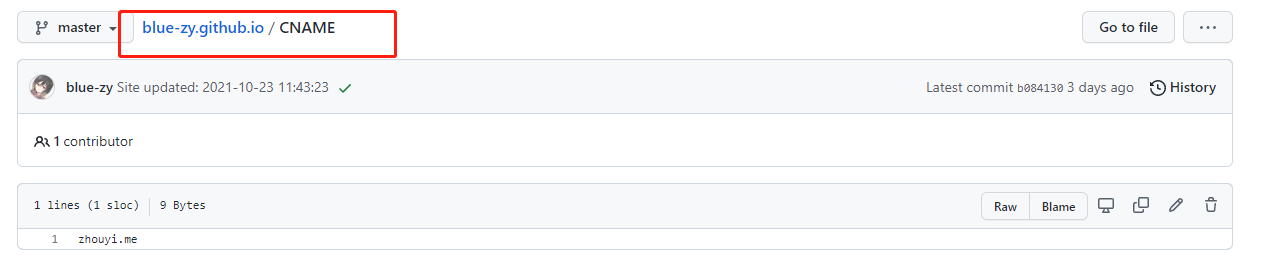 master blue-zy.github.io / CNAME Go to file ...
blue-zy Site updated: 2021-10-23 11:43:23 Latest commit b084130 3 days ago History
1 contributor
1 lines (1 sloc) 9 Bytes Raw Blame
1 zhouyi.me